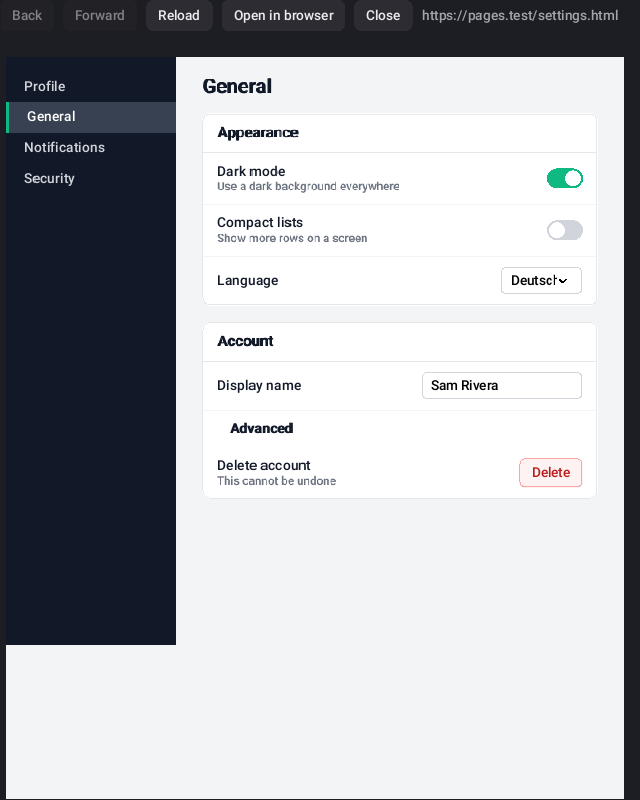 Back Forward Reload Open in browser Close https://pages.test/settings.html
Profile
General
Notifications
Security
General
Appearance
Dark mode
Use a dark background everywhere
Compact lists
Show more rows on a screen
Language
Deutsch
Account
Display name
Sam Rivera
Advanced
Delete account
This cannot be undone
Delete